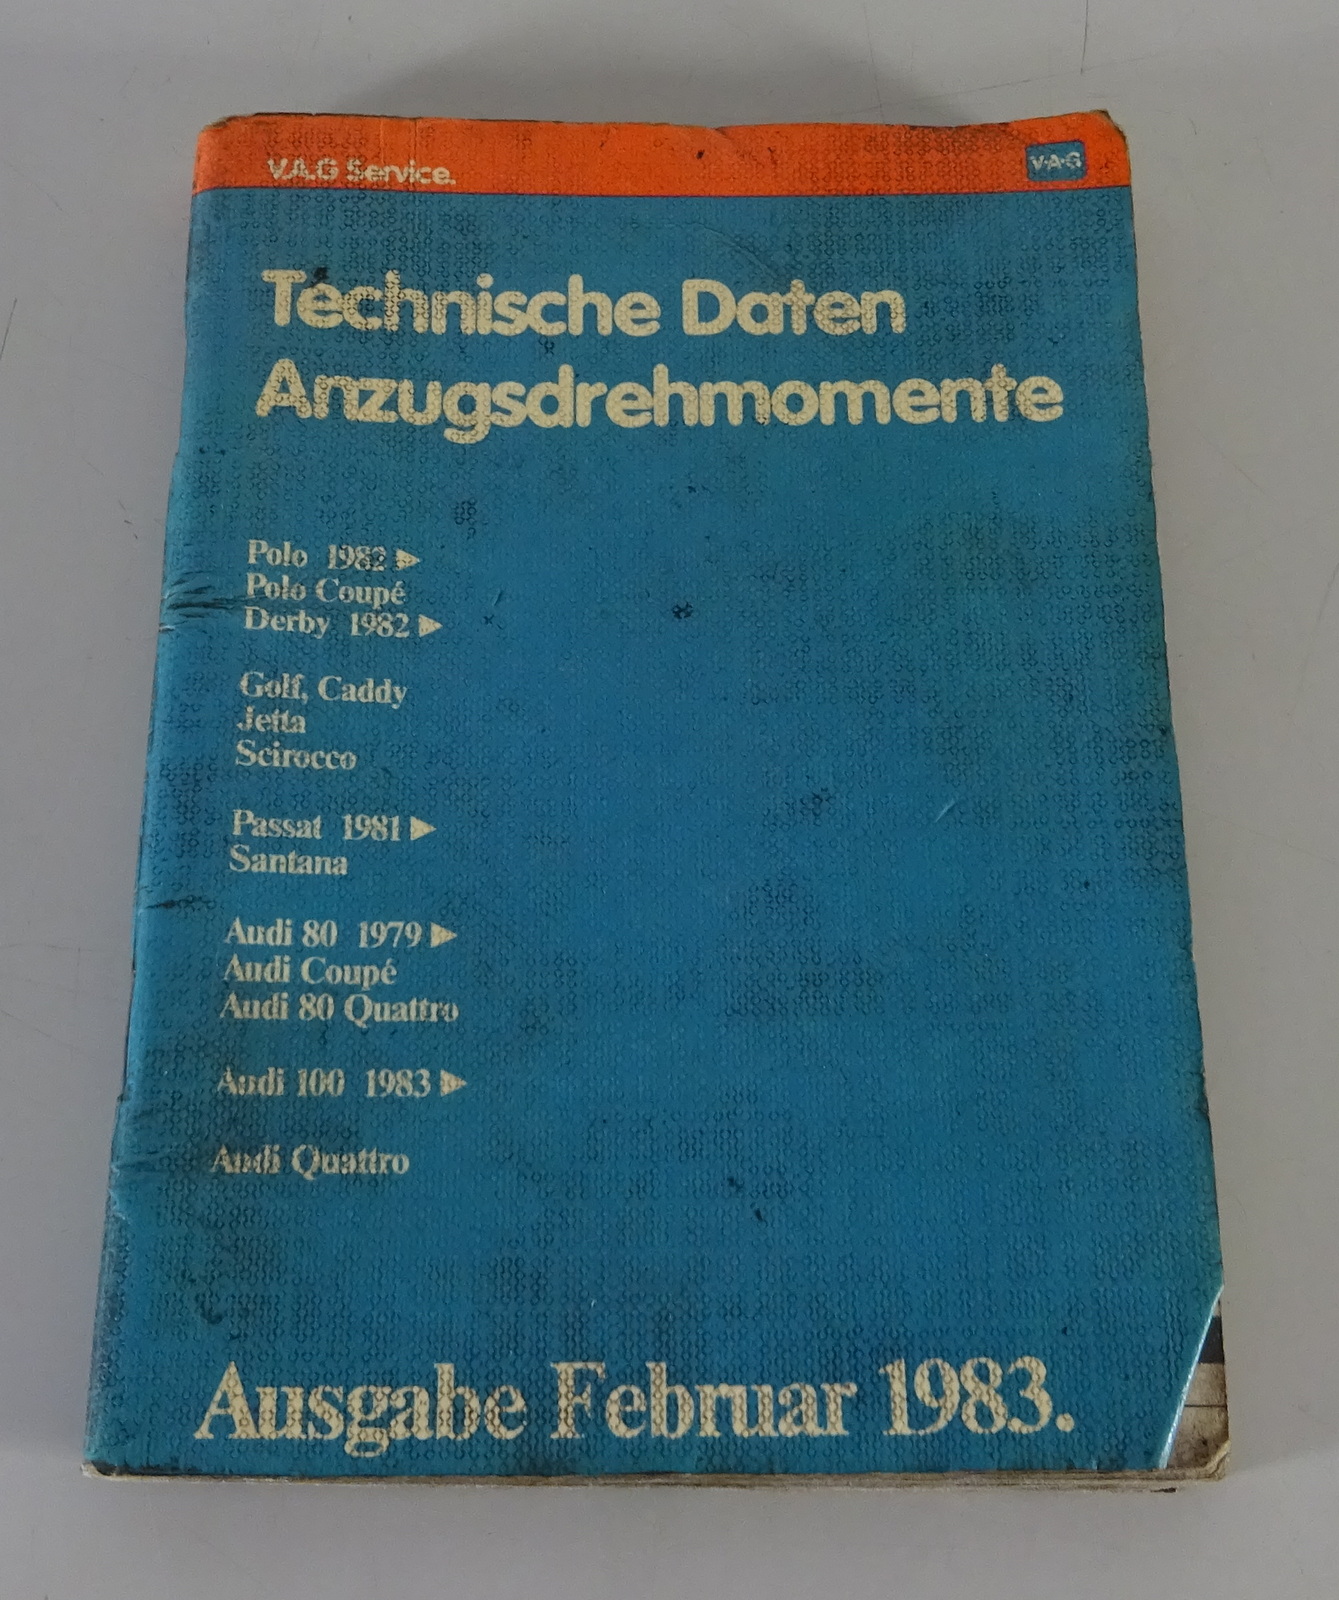 V.A.G Service.
V·A·G
Technische Daten
Anzugsdrehmomente
Polo 1982 ▶
Polo Coupé
Derby 1982 ▶
Golf, Caddy
Jetta
Scirocco
Passat 1981 ▶
Santana
Audi 80 1979 ▶
Audi Coupé
Audi 80 Quattro
Audi 100 1983 ▶
Audi Quattro
Ausgabe Februar 1983.